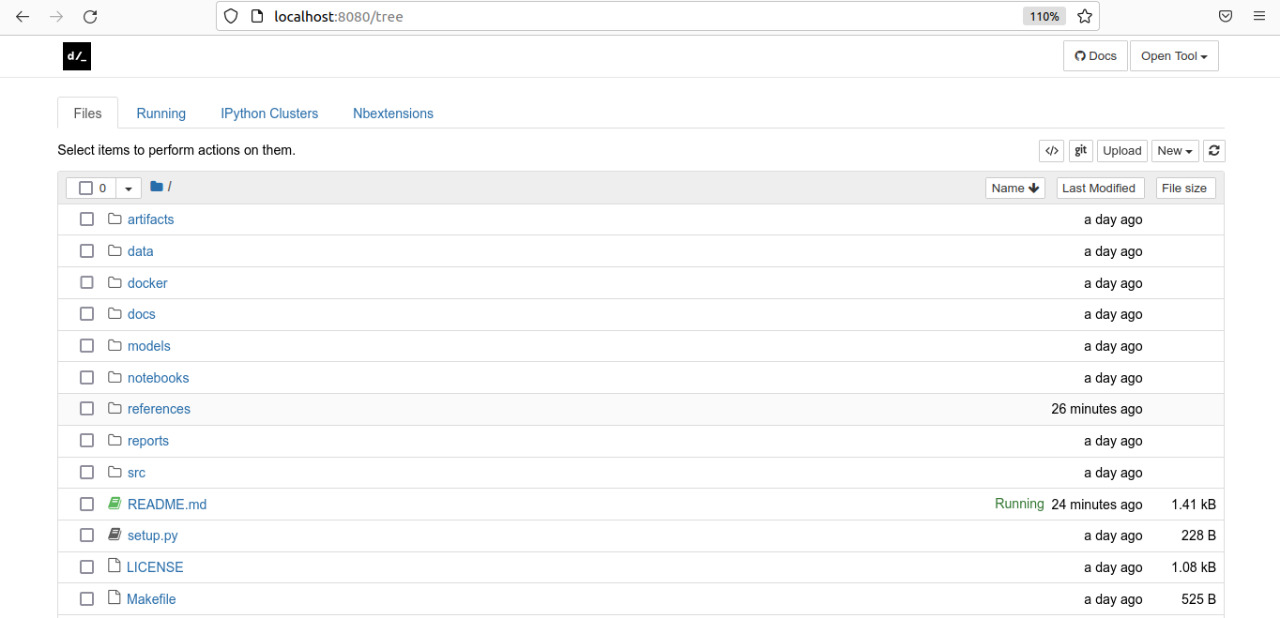 localhost:8080/tree 110%
d/_ Docs Open Tool
Files Running IPython Clusters Nbextensions
Select items to perform actions on them. </> git Upload New
0 / Name Last Modified File size
artifacts a day ago
data a day ago
docker a day ago
docs a day ago
models a day ago
notebooks a day ago
references 26 minutes ago
reports a day ago
src a day ago
README.md Running 24 minutes ago 1.41 kB
setup.py a day ago 228 B
LICENSE a day ago 1.08 kB
Makefile a day ago 525 B